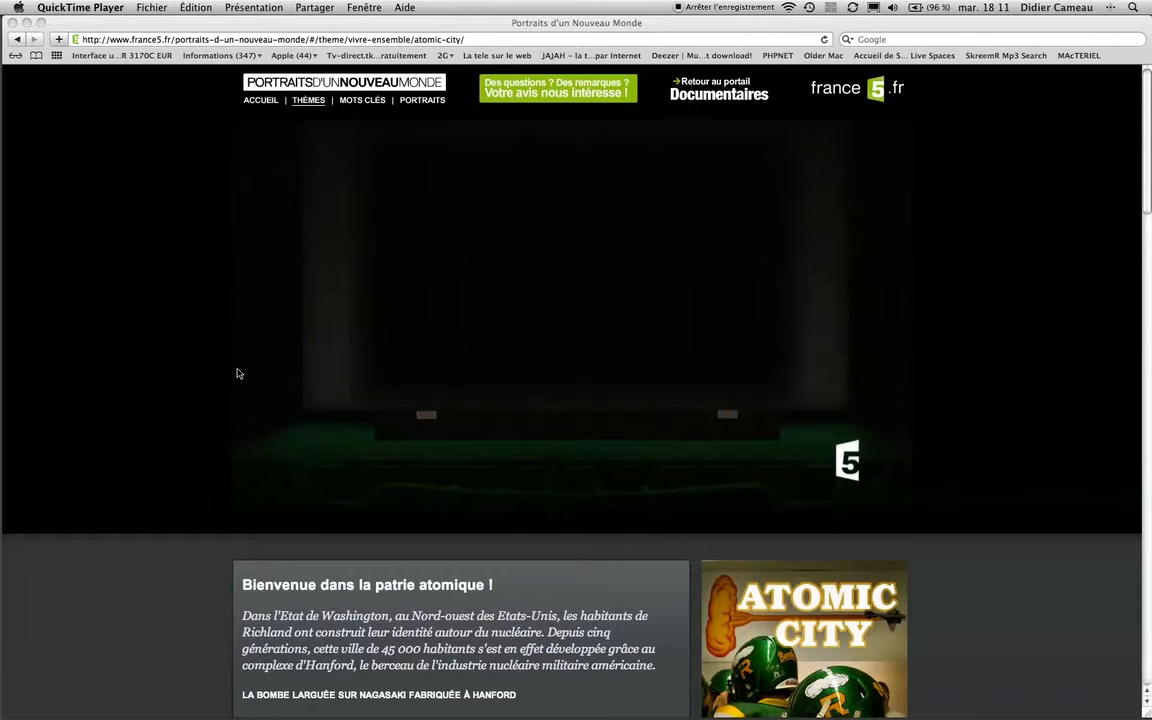 QuickTime Player Fichier Édition Présentation Partager Fenêtre Aide Arrêter l'enregistrement (96 %) mar. 18 11 Didier Cameau
Portraits d'un Nouveau Monde
http://www.france5.fr/portraits-d-un-nouveau-monde/#/theme/vivre-ensemble/atomic-city/ Google
Interface u...R 3170C EUR Informations (347) Apple (44) Tv-direct.tk...ratuitement 2G La tele sur le web JAJAH – la t...par Internet Deezer | Mu...t download! PHPNET Older Mac Accueil de S... Live Spaces SkreemR Mp3 Search MAcTERIEL
PORTRAITSD'UNNOUVEAUMONDE
ACCUEIL | THÈMES | MOTS CLÉS | PORTRAITS
Des questions ? Des remarques ?
Votre avis nous intéresse !
Retour au portail
Documentaires
france 5 .fr
5
Bienvenue dans la patrie atomique !
Dans l'Etat de Washington, au Nord-ouest des Etats-Unis, les habitants de
Richland ont construit leur identité autour du nucléaire. Depuis cinq
générations, cette ville de 45 000 habitants s'est en effet développée grâce au
complexe d'Hanford, le berceau de l'industrie nucléaire militaire américaine.
LA BOMBE LARGUÉE SUR NAGASAKI FABRIQUÉE À HANFORD
ATOMIC
CITY
R
R